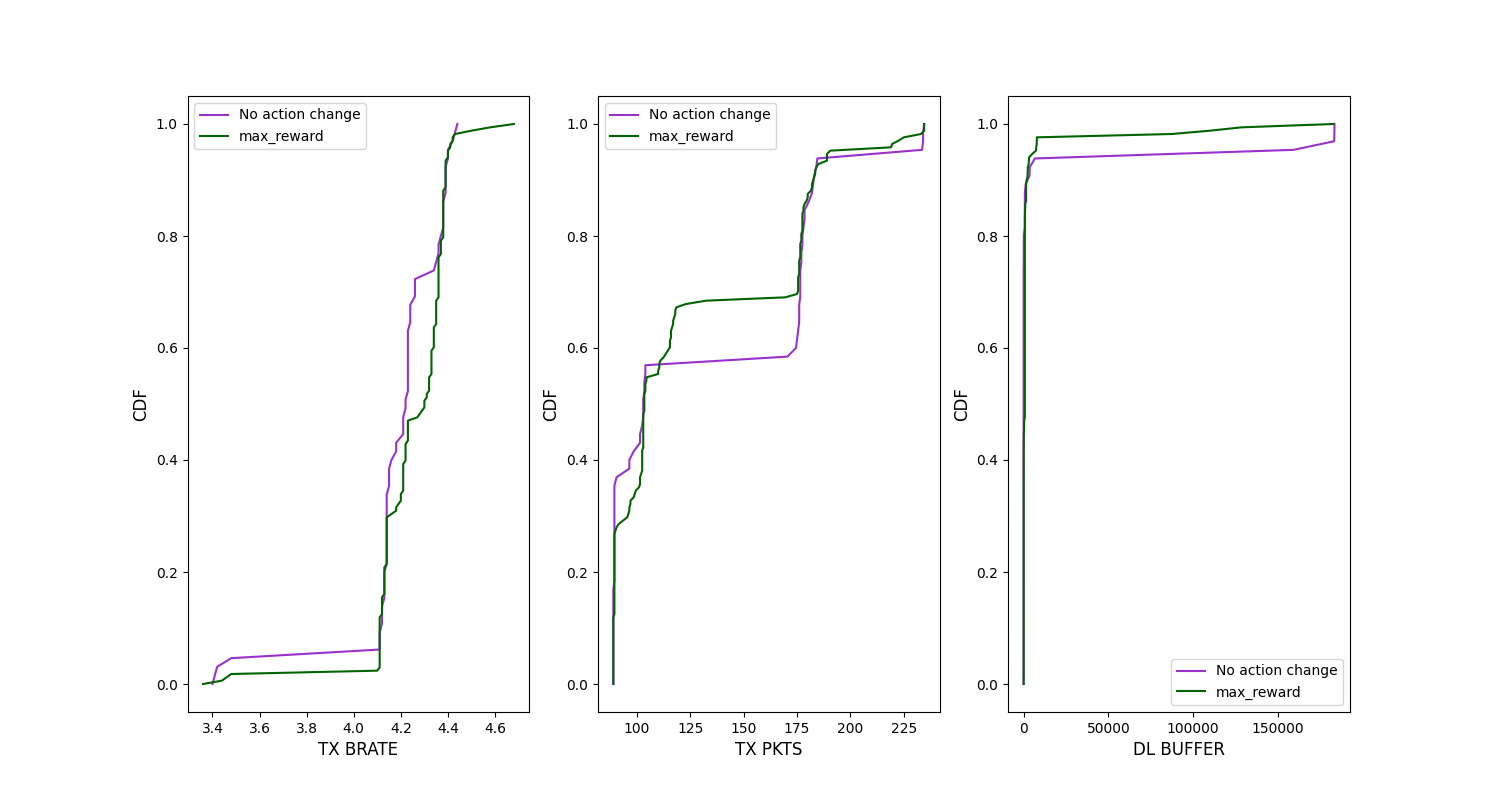 No action change
max_reward
1.0
0.8
0.6
0.4
0.2
0.0
CDF
3.4 3.6 3.8 4.0 4.2 4.4 4.6
TX BRATE
No action change
max_reward
1.0
0.8
0.6
0.4
0.2
0.0
CDF
100 125 150 175 200 225
TX PKTS
1.0
0.8
0.6
0.4
0.2
0.0
CDF
No action change
max_reward
0 50000 100000 150000
DL BUFFER